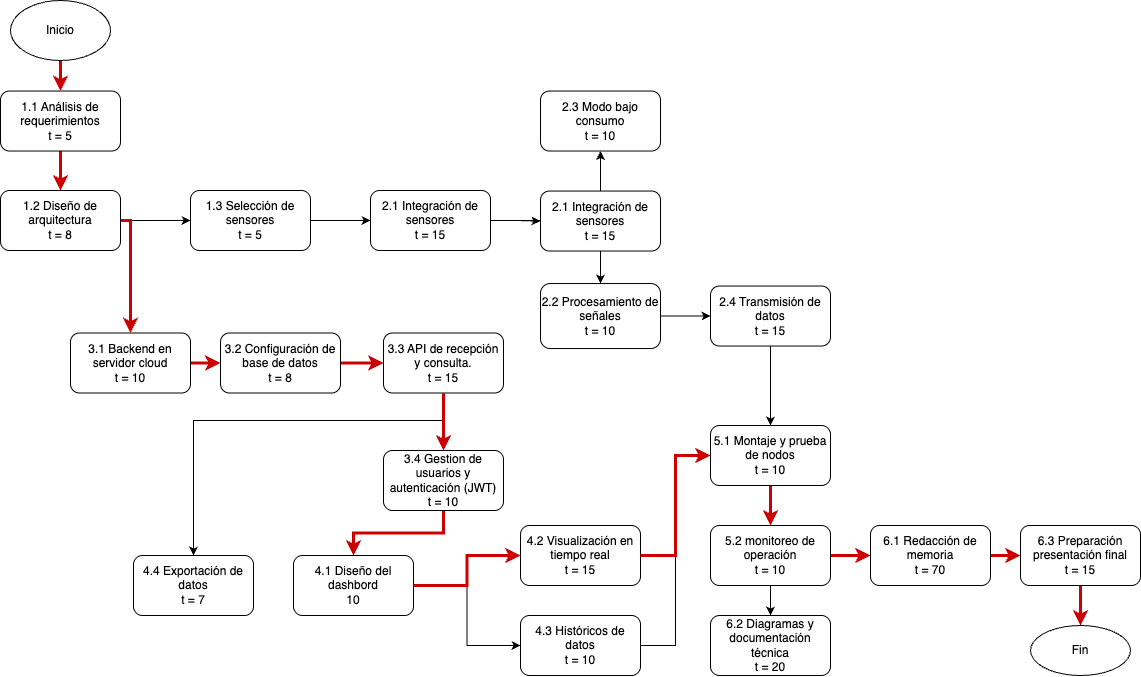 Inicio
1.1 Análisis de
requerimientos
t = 5
2.3 Modo bajo
consumo
t = 10
1.2 Diseño de
arquitectura
t = 8
1.3 Selección de
sensores
t = 5
2.1 Integración de
sensores
t = 15
2.1 Integración de
sensores
t = 15
2.2 Procesamiento de
señales
t = 10
2.4 Transmisión de
datos
t = 15
3.1 Backend en
servidor cloud
t = 10
3.2 Configuración de
base de datos
t = 8
3.3 API de recepción
y consulta.
t = 15
3.4 Gestion de
usuarios y
autenticación (JWT)
t = 10
5.1 Montaje y prueba
de nodos
t = 10
4.4 Exportación de
datos
t = 7
4.1 Diseño del
dashbord
10
4.2 Visualización en
tiempo real
t = 15
5.2 monitoreo de
operación
t = 10
6.1 Redacción de
memoria
t = 70
6.3 Preparación
presentación final
t = 15
4.3 Históricos de
datos
t = 10
6.2 Diagramas y
documentación
técnica
t = 20
Fin